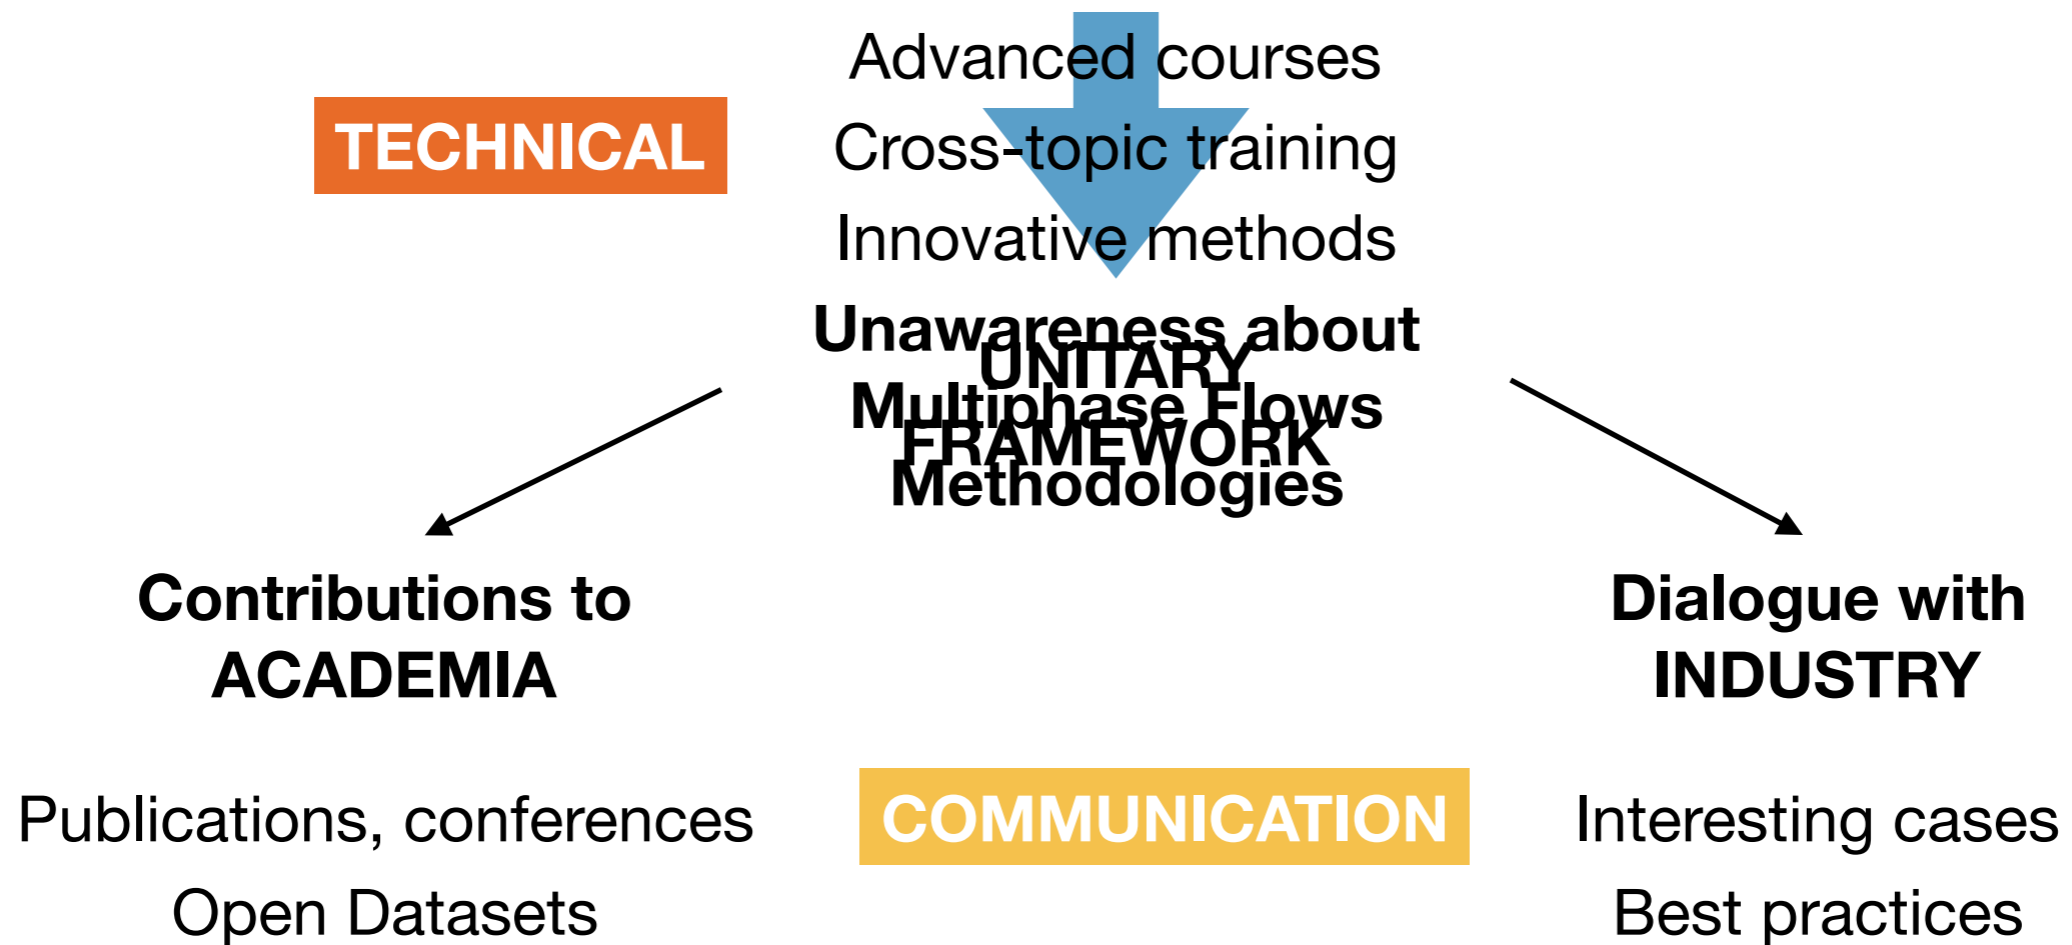 Advanced courses
TECHNICAL
Cross-topic training
Innovative methods
Unawareness about
UNITARY
Multiphase Flows
FRAMEWORK
Methodologies
Contributions to
ACADEMIA
Dialogue with
INDUSTRY
Publications, conferences
Open Datasets
COMMUNICATION
Interesting cases
Best practices